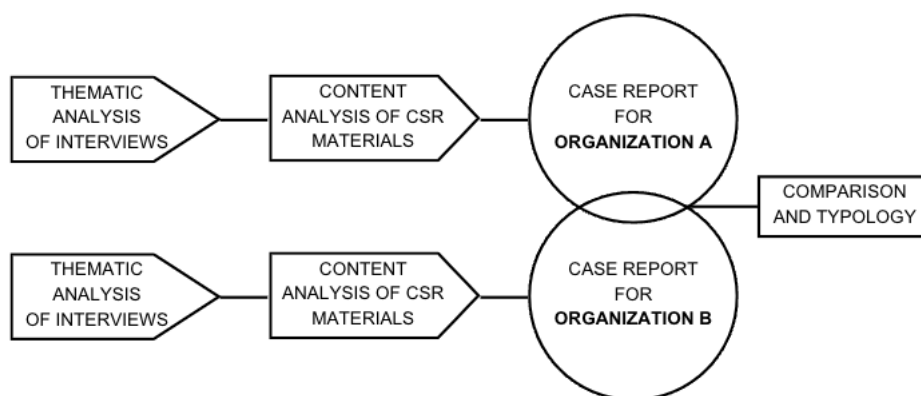 THEMATIC
ANALYSIS
OF INTERVIEWS
CONTENT
ANALYSIS OF CSR
MATERIALS
CASE REPORT
FOR
ORGANIZATION A
COMPARISON
AND TYPOLOGY
THEMATIC
ANALYSIS
OF INTERVIEWS
CONTENT
ANALYSIS OF CSR
MATERIALS
CASE REPORT
FOR
ORGANIZATION B